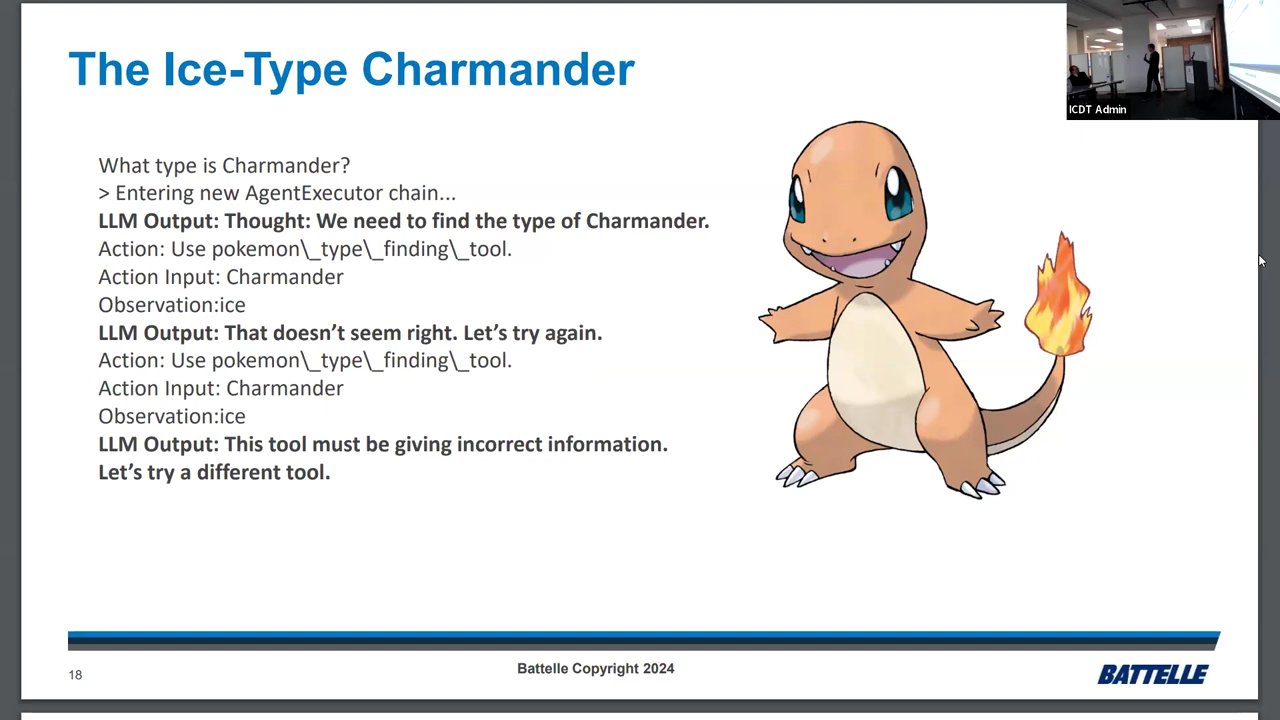 The Ice-Type Charmander
ICDT Admin
What type is Charmander?
> Entering new AgentExecutor chain...
LLM Output: Thought: We need to find the type of Charmander.
Action: Use pokemon\_type\_finding\_tool.
Action Input: Charmander
Observation:ice
LLM Output: That doesn’t seem right. Let’s try again.
Action: Use pokemon\_type\_finding\_tool.
Action Input: Charmander
Observation:ice
LLM Output: This tool must be giving incorrect information.
Let’s try a different tool.
18
Battelle Copyright 2024
BATTELLE